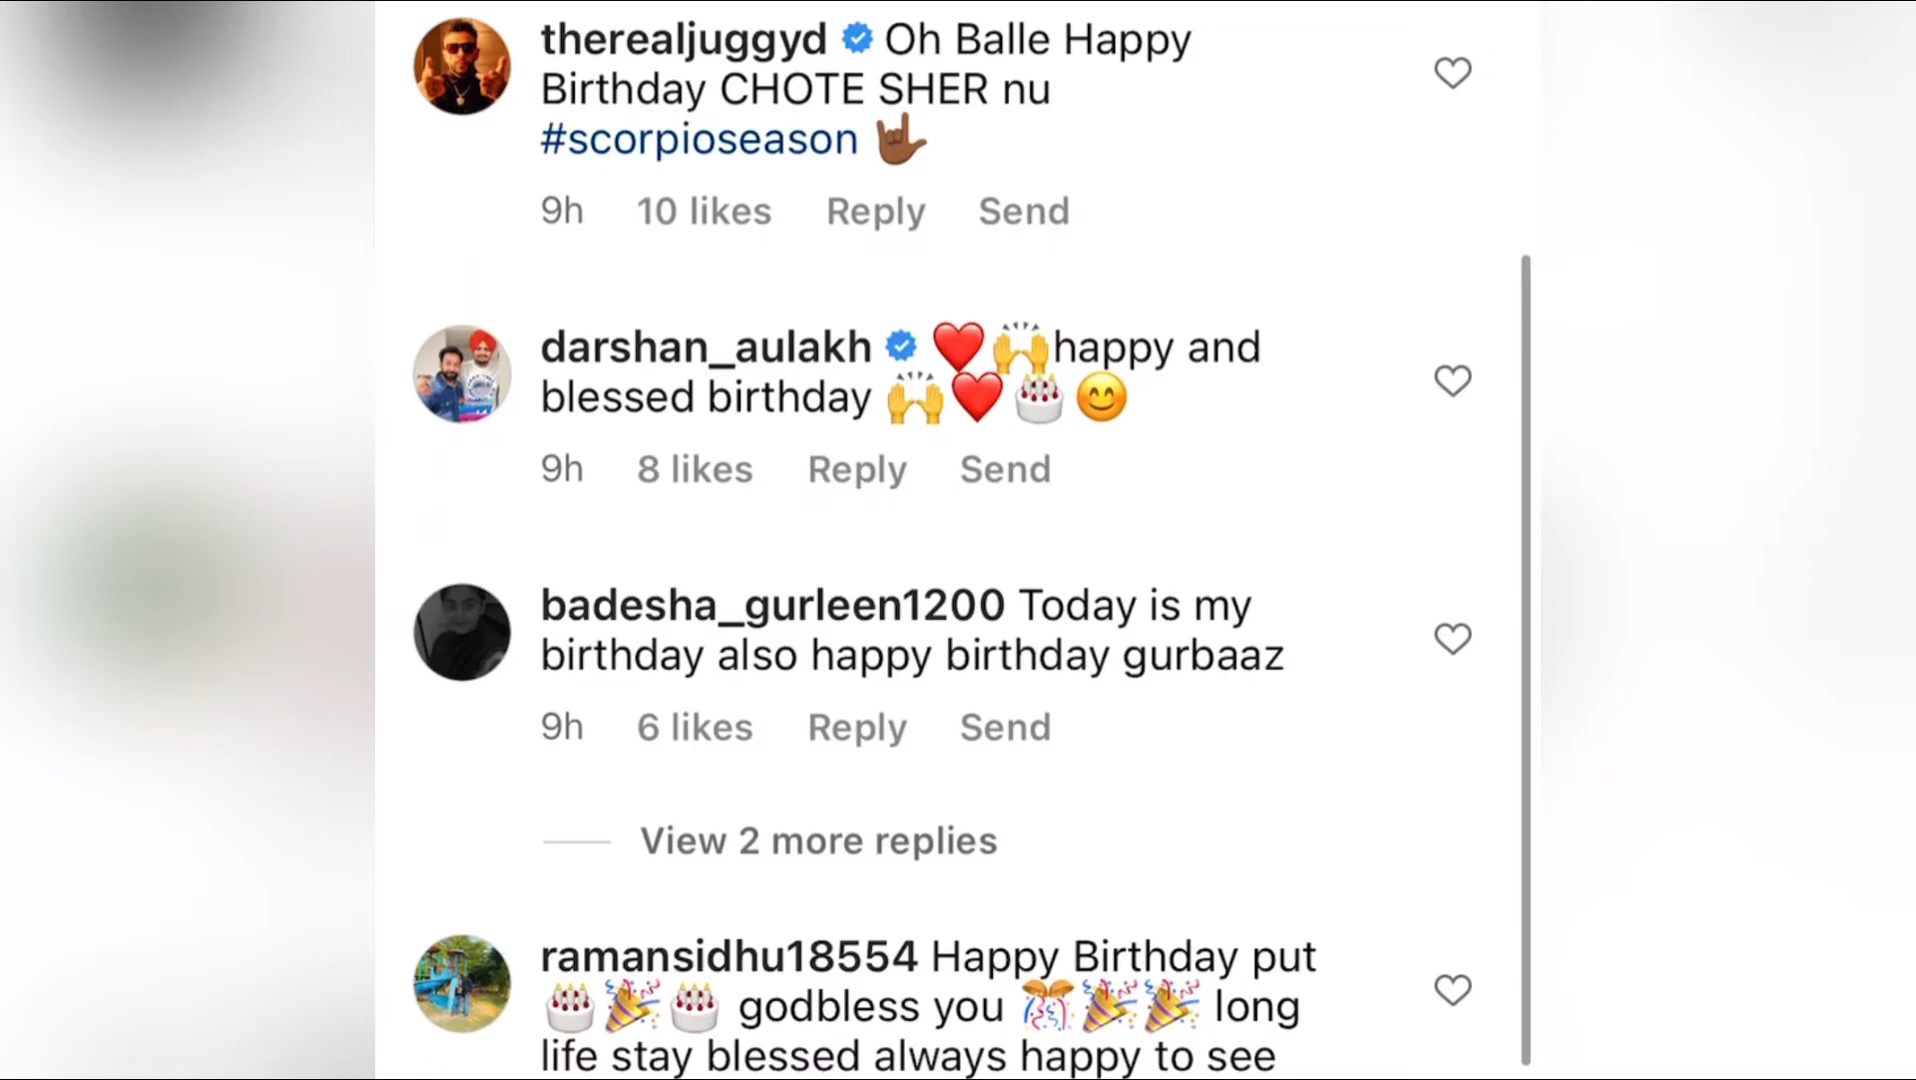 therealjuggyd Oh Balle Happy
Birthday CHOTE SHER nu
#scorpioseason 🤟🏾
9h 10 likes Reply Send
darshan_aulakh ❤️🙌happy and
blessed birthday 🙌❤️🎂😊
9h 8 likes Reply Send
badesha_gurleen1200 Today is my
birthday also happy birthday gurbaaz
9h 6 likes Reply Send
View 2 more replies
ramansidhu18554 Happy Birthday put
🎂🎉🎂 godbless you 🎊🎉🎉 long
life stay blessed always happy to see